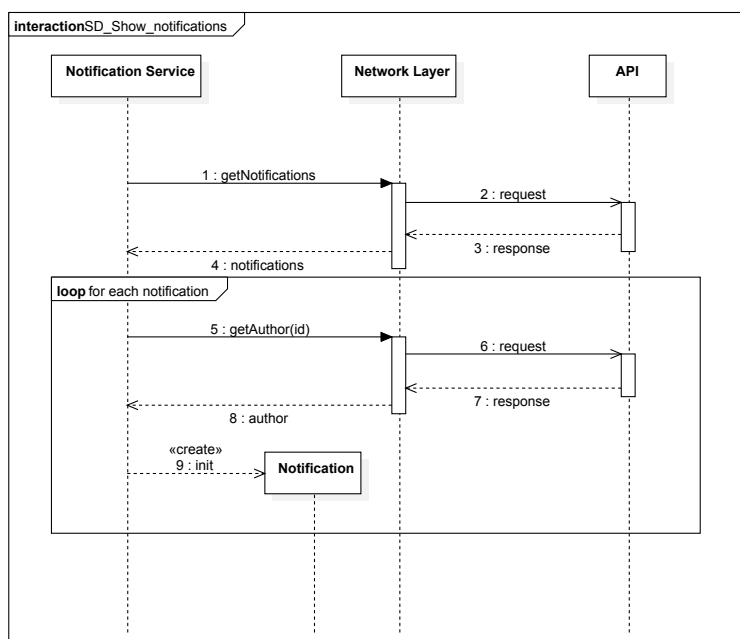 interactionSD_Show_notifications
Notification Service
Network Layer
API
1 : getNotifications
2 : request
3 : response
4 : notifications
loop for each notification
5 : getAuthor(id)
6 : request
7 : response
8 : author
«create»
9 : init
Notification